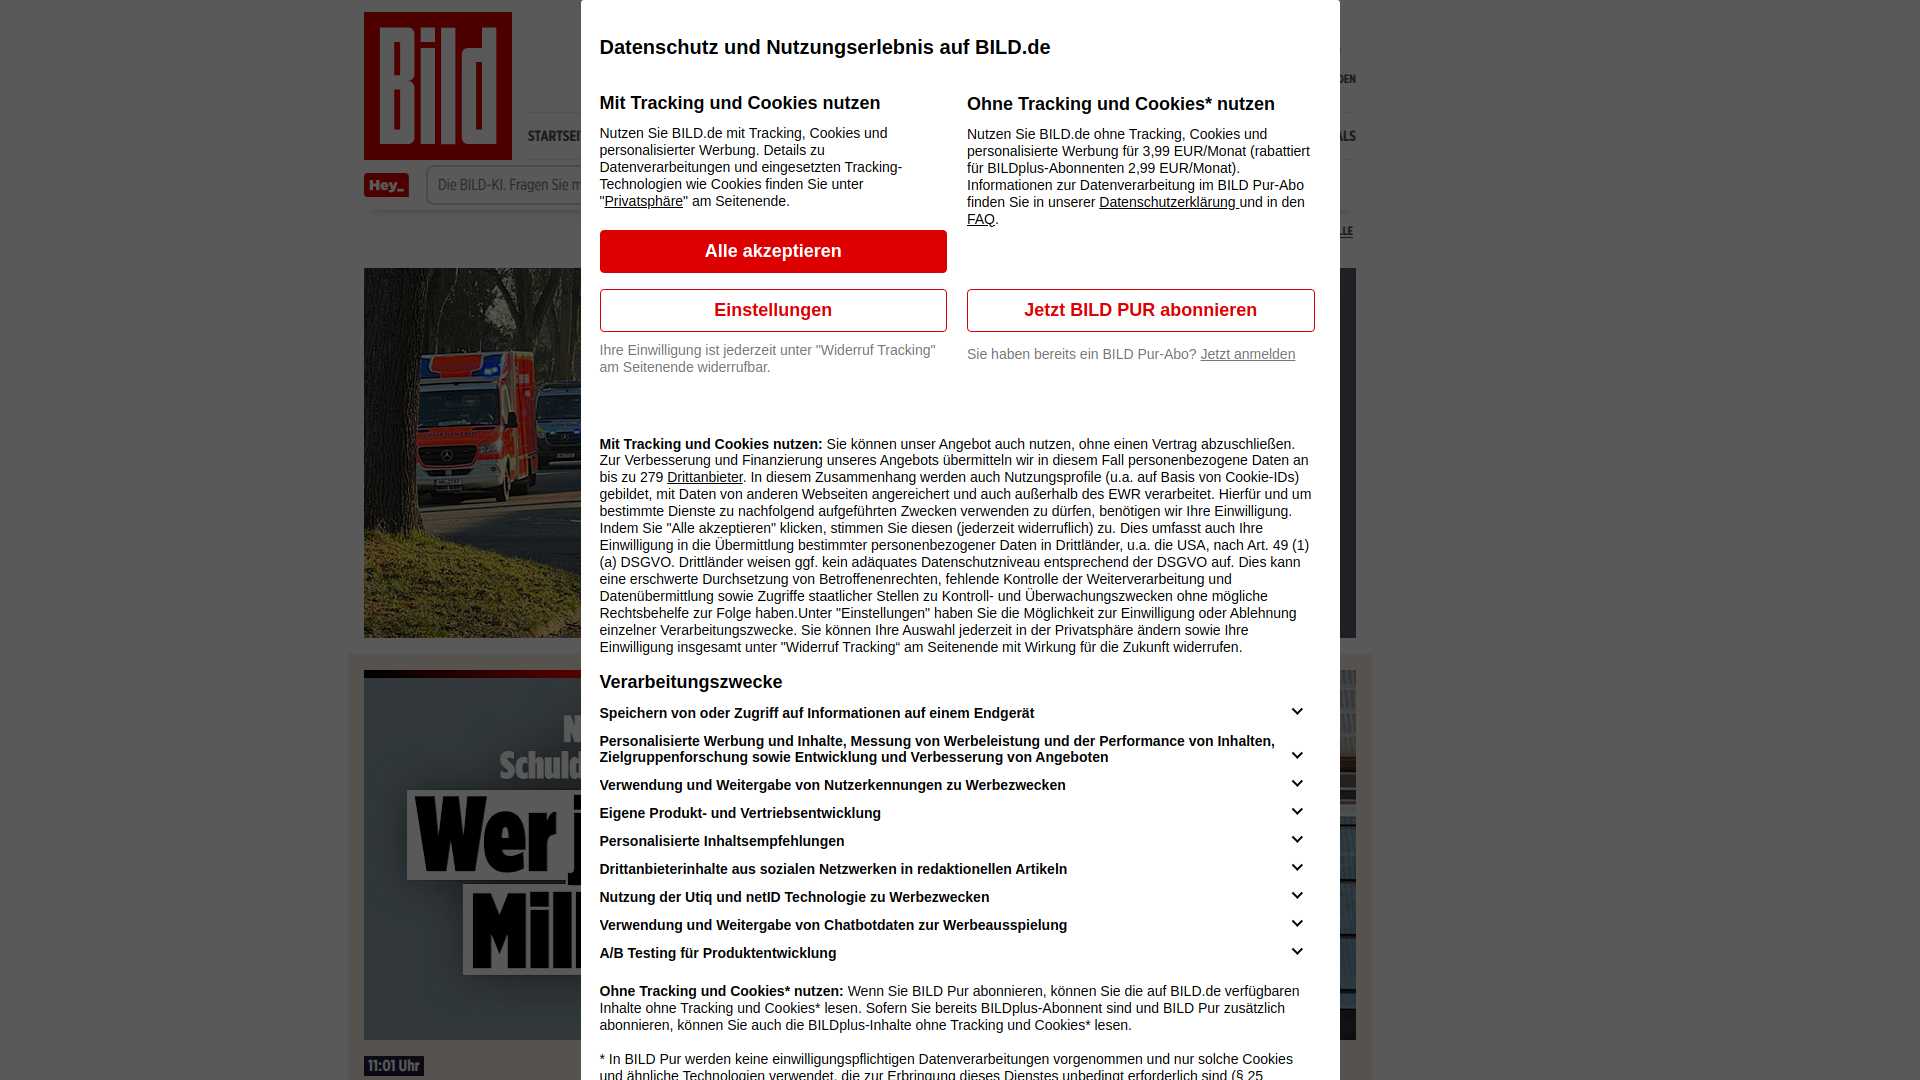 Bild
Hey_
Die BILD-KI. Fragen Sie
Datenschutz und Nutzungserlebnis auf BILD.de
Mit Tracking und Cookies nutzen
Nutzen Sie BILD.de mit Tracking, Cookies und
personalisierter Werbung. Details zu
Datenverarbeitungen und eingesetzten Tracking-
Technologien wie Cookies finden Sie unter
"Privatsphäre" am Seitenende.
Alle akzeptieren
Einstellungen
Ihre Einwilligung ist jederzeit unter "Widerruf Tracking"
am Seitenende widerrufbar.
Ohne Tracking und Cookies* nutzen
Nutzen Sie BILD.de ohne Tracking, Cookies und
personalisierte Werbung für 3,99 EUR/Monat (rabattiert
für BILDplus-Abonnenten 2,99 EUR/Monat).
Informationen zur Datenverarbeitung im BILD Pur-Abo
finden Sie in unserer Datenschutzerklärung und in den
FAQ.
Jetzt BILD PUR abonnieren
Sie haben bereits ein BILD Pur-Abo? Jetzt anmelden
Mit Tracking und Cookies nutzen: Sie können unser Angebot auch nutzen, ohne einen Vertrag abzuschließen.
Zur Verbesserung und Finanzierung unseres Angebots übermitteln wir in diesem Fall personenbezogene Daten an
bis zu 279 Drittanbieter. In diesem Zusammenhang werden auch Nutzungsprofile (u.a. auf Basis von Cookie-IDs)
gebildet, mit Daten von anderen Webseiten angereichert und auch außerhalb des EWR verarbeitet. Hierfür und um
bestimmte Dienste zu nachfolgend aufgeführten Zwecken verwenden zu dürfen, benötigen wir Ihre Einwilligung.
Indem Sie "Alle akzeptieren" klicken, stimmen Sie diesen (jederzeit widerruflich) zu. Dies umfasst auch Ihre
Einwilligung in die Übermittlung bestimmter personenbezogener Daten in Drittländer, u.a. die USA, nach Art. 49 (1)
(a) DSGVO. Drittländer weisen ggf. kein adäquates Datenschutzniveau entsprechend der DSGVO auf. Dies kann
eine erschwerte Durchsetzung von Betroffenenrechten, fehlende Kontrolle der Weiterverarbeitung und
Datenübermittlung sowie Zugriffe staatlicher Stellen zu Kontroll- und Überwachungszwecken ohne mögliche
Rechtsbehelfe zur Folge haben.Unter "Einstellungen" haben Sie die Möglichkeit zur Einwilligung oder Ablehnung
einzelner Verarbeitungszwecke. Sie können Ihre Auswahl jederzeit in der Privatsphäre ändern sowie Ihre
Einwilligung insgesamt unter "Widerruf Tracking“ am Seitenende mit Wirkung für die Zukunft widerrufen.
Verarbeitungszwecke
Speichern von oder Zugriff auf Informationen auf einem Endgerät
Personalisierte Werbung und Inhalte, Messung von Werbeleistung und der Performance von Inhalten,
Zielgruppenforschung sowie Entwicklung und Verbesserung von Angeboten
Verwendung und Weitergabe von Nutzerkennungen zu Werbezwecken
Eigene Produkt- und Vertriebsentwicklung
Personalisierte Inhaltsempfehlungen
Drittanbieterinhalte aus sozialen Netzwerken in redaktionellen Artikeln
Nutzung der Utiq und netID Technologie zu Werbezwecken
Verwendung und Weitergabe von Chatbotdaten zur Werbeausspielung
A/B Testing für Produktentwicklung
Ohne Tracking und Cookies* nutzen: Wenn Sie BILD Pur abonnieren, können Sie die auf BILD.de verfügbaren
Inhalte ohne Tracking und Cookies* lesen. Sofern Sie bereits BILDplus-Abonnent sind und BILD Pur zusätzlich
abonnieren, können Sie auch die BILDplus-Inhalte ohne Tracking und Cookies* lesen.
* In BILD Pur werden keine einwilligungspflichtigen Datenverarbeitungen vorgenommen und nur solche Cookies
und ähnliche Technologien verwendet, die zur Erbringung dieses Dienstes unbedingt erforderlich sind (§ 25
Wer
11:01 Uhr